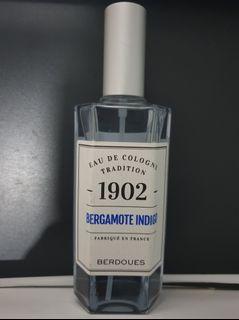 EAU DE COLOGNE
TRADITION
- 1902 -
BERGAMOTE INDIGO
FABRIQUÉ EN FRANCE
BERDOUES